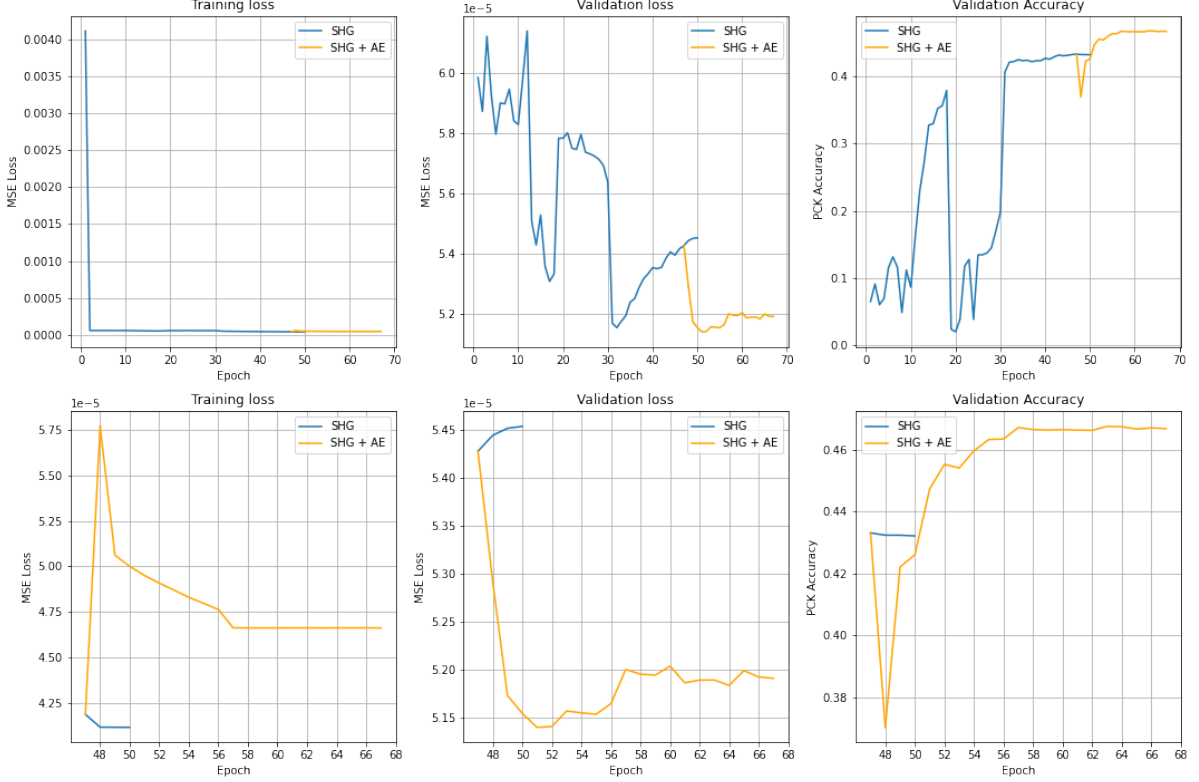 Training loss
MSE Loss
0.0040
0.0035
0.0030
0.0025
0.0020
0.0015
0.0010
0.0005
0.0000
SHG
SHG + AE
0 10 20 30 40 50 60 70
Epoch
Validation loss
1e−5
MSE Loss
6.0
5.8
5.6
5.4
5.2
SHG
SHG + AE
0 10 20 30 40 50 60 70
Epoch
Validation Accuracy
PCK Accuracy
0.4
0.3
0.2
0.1
0.0
SHG
SHG + AE
0 10 20 30 40 50 60 70
Epoch
Training loss
1e−5
MSE Loss
5.75
5.50
5.25
5.00
4.75
4.50
4.25
SHG
SHG + AE
48 50 52 54 56 58 60 62 64 66 68
Epoch
Validation loss
1e−5
MSE Loss
5.45
5.40
5.35
5.30
5.25
5.20
5.15
SHG
SHG + AE
48 50 52 54 56 58 60 62 64 66 68
Epoch
Validation Accuracy
PCK Accuracy
0.46
0.44
0.42
0.40
0.38
SHG
SHG + AE
48 50 52 54 56 58 60 62 64 66 68
Epoch